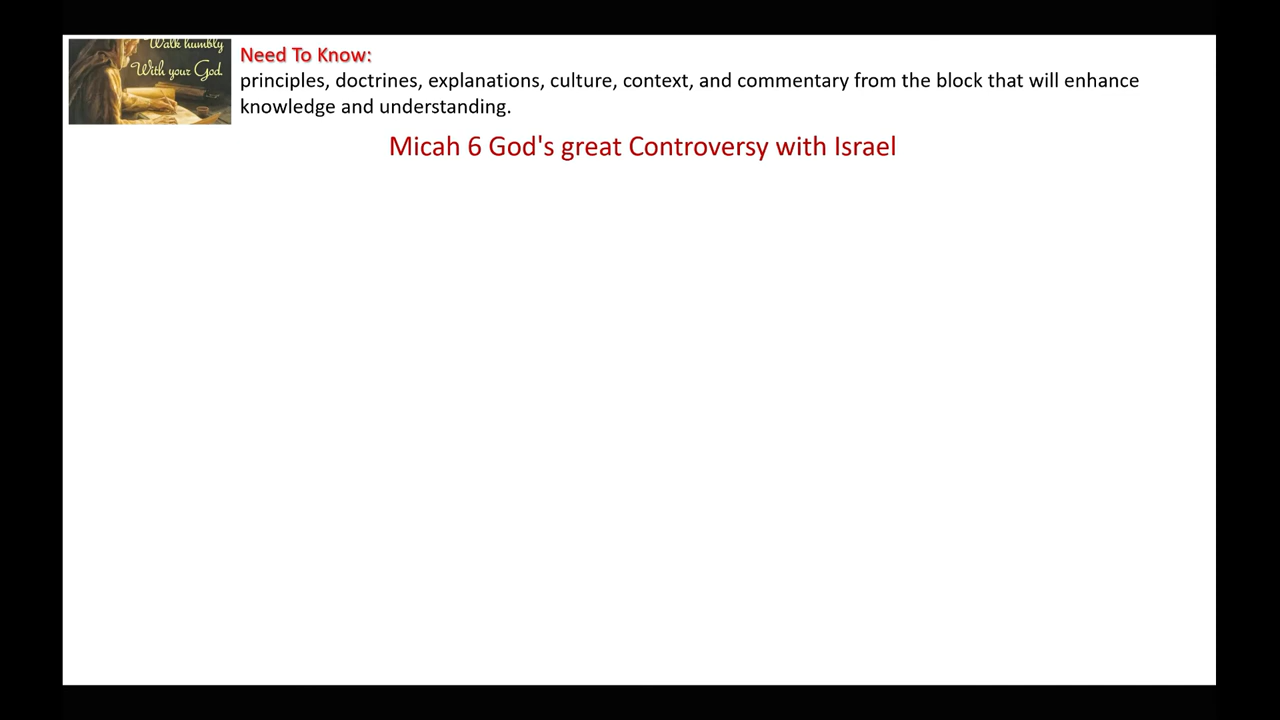 Walk humbly
With your God.
Need To Know:
principles, doctrines, explanations, culture, context, and commentary from the block that will enhance
knowledge and understanding.
Micah 6 God's great Controversy with Israel